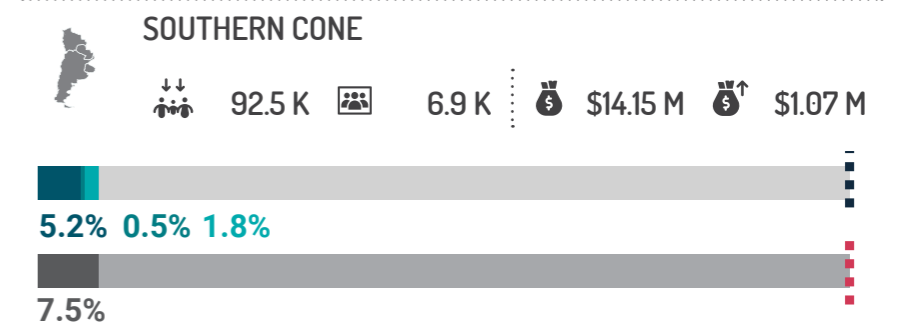 SOUTHERN CONE
92.5 K 6.9 K $14.15 M $1.07 M
5.2% 0.5% 1.8%
7.5%